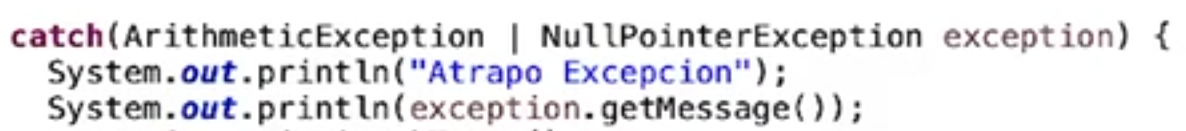 catch(ArithmeticException | NullPointerException exception) {
System.out.println("Atrapo Excepcion");
System.out.println(exception.getMessage());